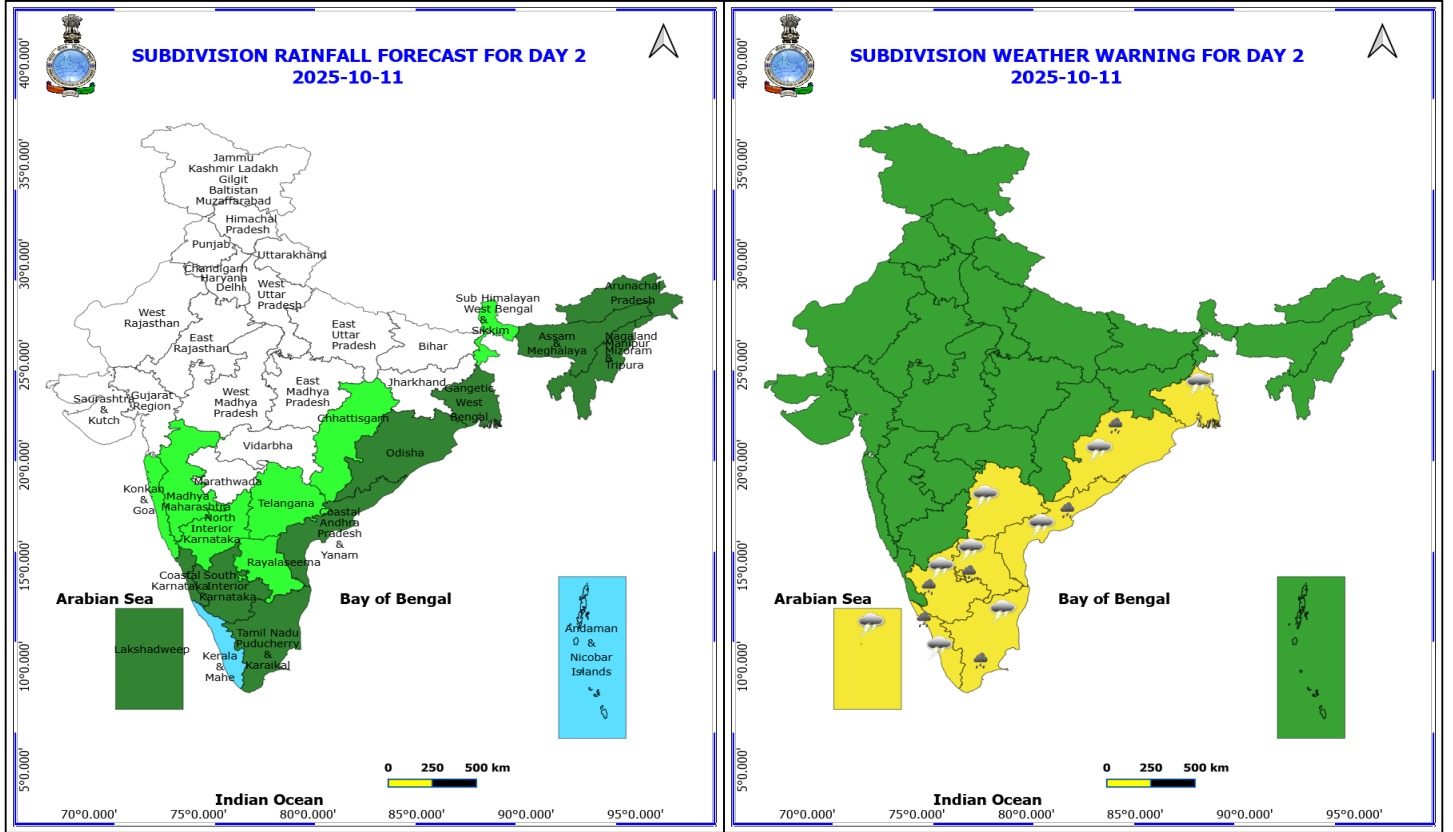 SUBDIVISION RAINFALL FORECAST FOR DAY 2
2025-10-11
40°0.000'
35°0.000'
30°0.000'
25°0.000'
20°0.000'
15°0.000'
10°0.000'
5°0.000'
Jammu
Kashmir Ladakh
Gilgit
Baltistan
Muzaffarabad
Himachal
Pradesh
Punjab
Uttarakhand
Chandigarh
Haryana
Delhi
West
Uttar
Pradesh
West
Rajasthan
East
Rajasthan
East
Uttar
Pradesh
Bihar
Sub Himalayan
West Bengal
&
Sikkim
Arunachal
Pradesh
Assam
&
Meghalaya
Nagaland
Manipur
Mizoram
&
Tripura
Saurashtra
&
Kutch
Gujarat
Region
West
Madhya
Pradesh
East
Madhya
Pradesh
Jharkhand
Gangetic
West
Bengal
Chhattisgarh
Vidarbha
Odisha
Konkan
&
Goa
Madhya
Maharashtra
Marathwada
Telangana
North
Interior
Karnataka
Coastal
Andhra
Pradesh
&
Yanam
Rayalaseema
Coastal
Karnataka
South
Interior
Karnataka
Arabian Sea
Bay of Bengal
Lakshadweep
Kerala
&
Mahe
Tamil Nadu
Puducherry
&
Karaikal
Andaman
&
Nicobar
Islands
0 250 500 km
Indian Ocean
70°0.000' 75°0.000' 80°0.000' 85°0.000' 90°0.000' 95°0.000'
SUBDIVISION WEATHER WARNING FOR DAY 2
2025-10-11
40°0.000'
35°0.000'
30°0.000'
25°0.000'
20°0.000'
15°0.000'
10°0.000'
5°0.000'
Arabian Sea
Bay of Bengal
0 250 500 km
Indian Ocean
70°0.000' 75°0.000' 80°0.000' 85°0.000' 90°0.000' 95°0.000'